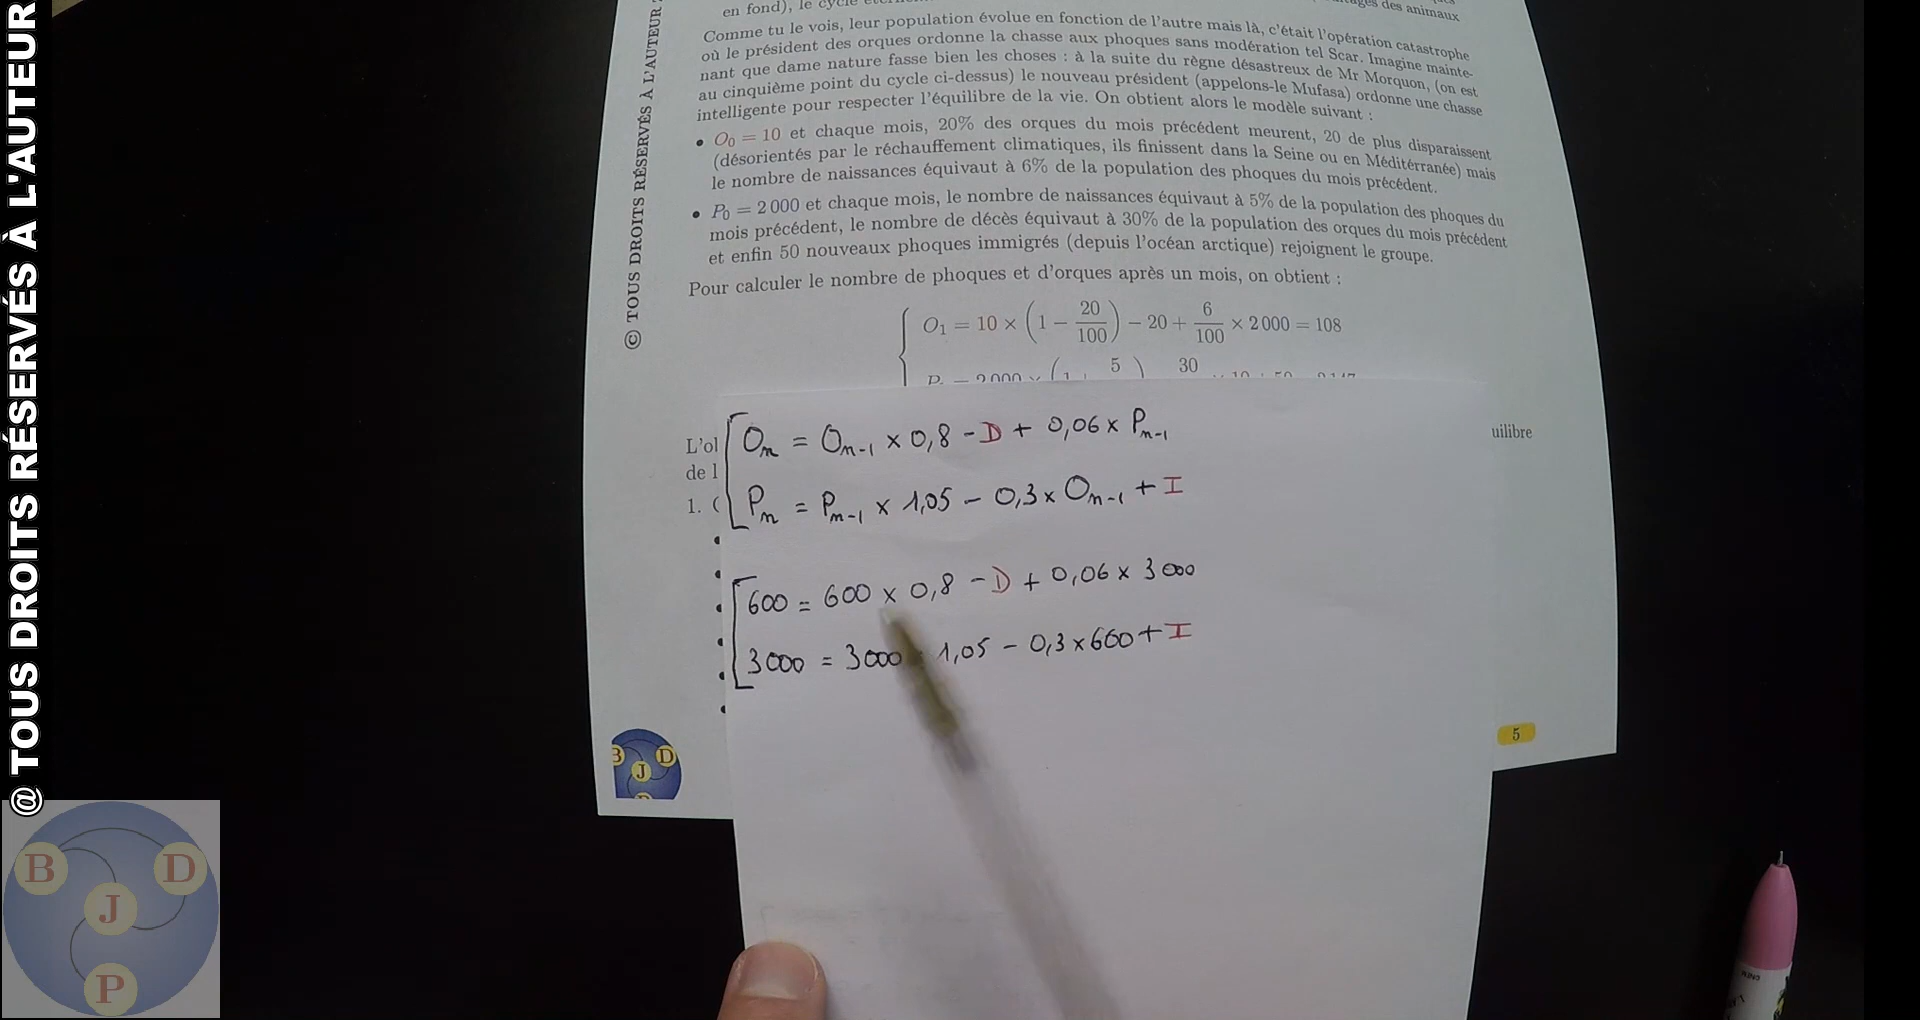 @ TOUS DROITS RÉSERVÉS À L'AUTEUR
© TOUS DROITS RÉSERVÉS À L'AUTEUR
en fond), le cycle
des animaux
Comme tu le vois, leur population évolue en fonction de l'autre mais là, c'était l'opération catastrophe
où le président des orques ordonne la chasse aux phoques sans modération tel Scar. Imagine mainte-
nant que dame nature fasse bien les choses : à la suite du règne désastreux de Mr Morquon, (on est
au cinquième point du cycle ci-dessus) le nouveau président (appelons-le Mufasa) ordonne une chasse
intelligente pour respecter l'équilibre de la vie. On obtient alors le modèle suivant :
• O₀ = 10 et chaque mois, 20% des orques du mois précédent meurent, 20 de plus disparaissent
(désorientés par le réchauffement climatiques, ils finissent dans la Seine ou en Méditérranée) mais
le nombre de naissances équivaut à 6% de la population des phoques du mois précédent.
• P₀ = 2 000 et chaque mois, le nombre de naissances équivaut à 5% de la population des phoques du
mois précédent, le nombre de décès équivaut à 30% de la population des orques du mois précédent
et enfin 50 nouveaux phoques immigrés (depuis l'océan arctique) rejoignent le groupe.
Pour calculer le nombre de phoques et d'orques après un mois, on obtient :
O₁ = 10 × (1 − 20/100) − 20 + 6/100 × 2 000 = 108
5 30
L'ol
uilibre
de l
1. (
Oₙ = Oₙ₋₁ × 0,8 − D + 0,06 × Pₙ₋₁
Pₙ = Pₙ₋₁ × 1,05 − 0,3 × Oₙ₋₁ + I
600 = 600 × 0,8 − D + 0,06 × 3000
3000 = 3000 1,05 − 0,3 × 600 + I
5
B D
J
B D
J
P